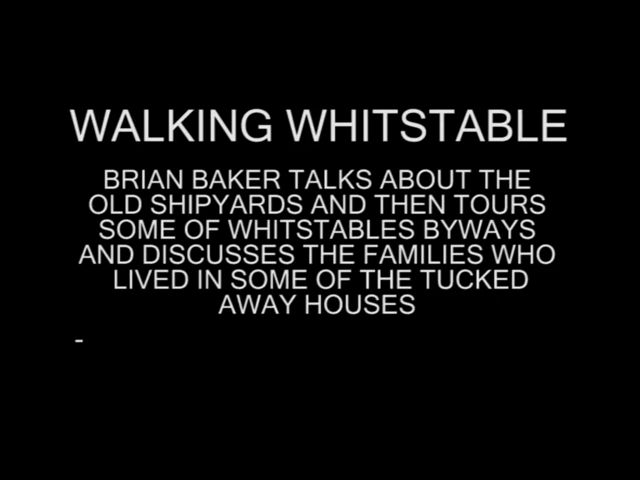 WALKING WHITSTABLE
BRIAN BAKER TALKS ABOUT THE
OLD SHIPYARDS AND THEN TOURS
SOME OF WHITSTABLES BYWAYS
AND DISCUSSES THE FAMILIES WHO
LIVED IN SOME OF THE TUCKED
AWAY HOUSES
-